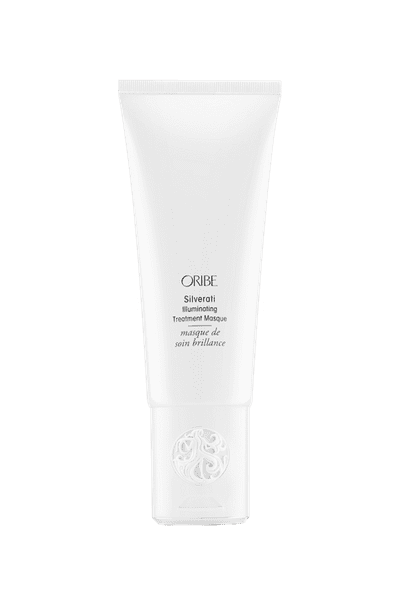 ORIBE
Silverati
Illuminating
Treatment Masque
masque de
soin brillance